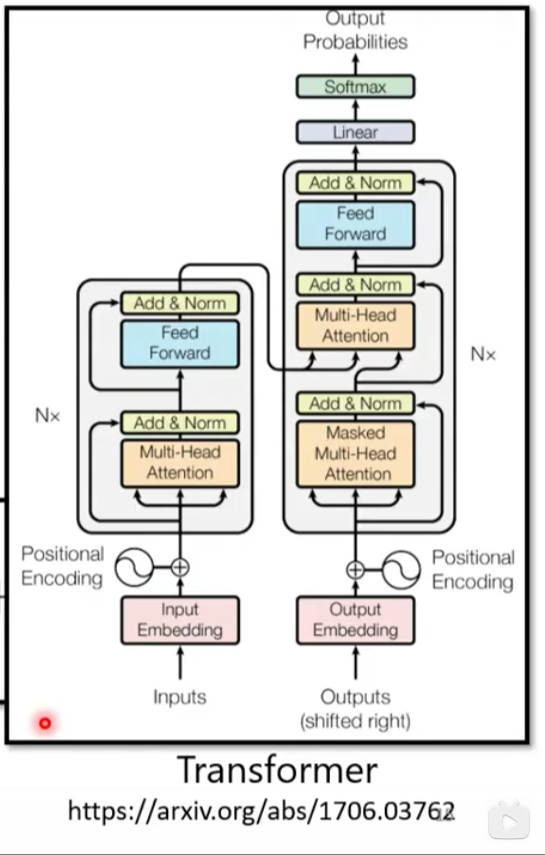 Output
Probabilities
Softmax
Linear
Add & Norm
Feed
Forward
Add & Norm
Multi-Head
Attention
Nx
Add & Norm
Masked
Multi-Head
Attention
Add & Norm
Feed
Forward
Nx
Add & Norm
Multi-Head
Attention
Positional
Encoding
Positional
Encoding
Input
Embedding
Output
Embedding
Inputs
Outputs
(shifted right)
Transformer
https://arxiv.org/abs/1706.03762